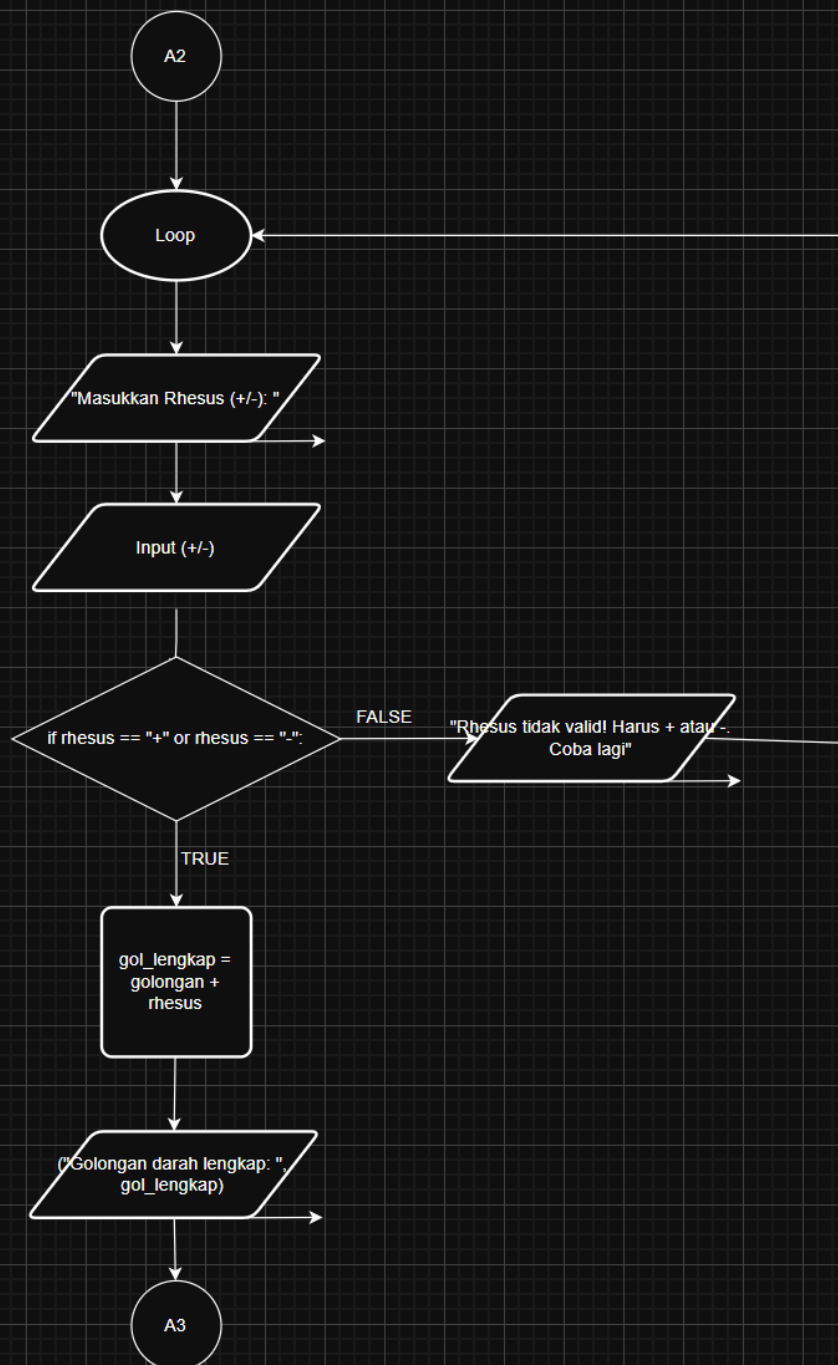 A2
Loop
"Masukkan Rhesus (+/-): "
Input (+/-)
if rhesus == "+" or rhesus == "-":
FALSE
"Rhesus tidak valid! Harus + atau -.
Coba lagi"
TRUE
gol_lengkap =
golongan +
rhesus
("Golongan darah lengkap: ",
gol_lengkap)
A3